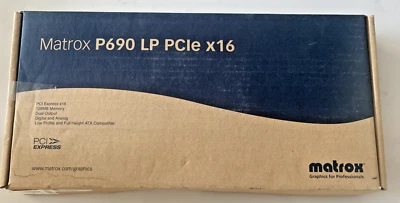 Matrox P690 LP PCIe x16
PCI Express x16
128MB Memory
Dual-Output
Digital and Analog
Low Profile and Full Height ATX Compatible
PCI
EXPRESS
www.matrox.com/graphics
matrox
Graphics for Professionals